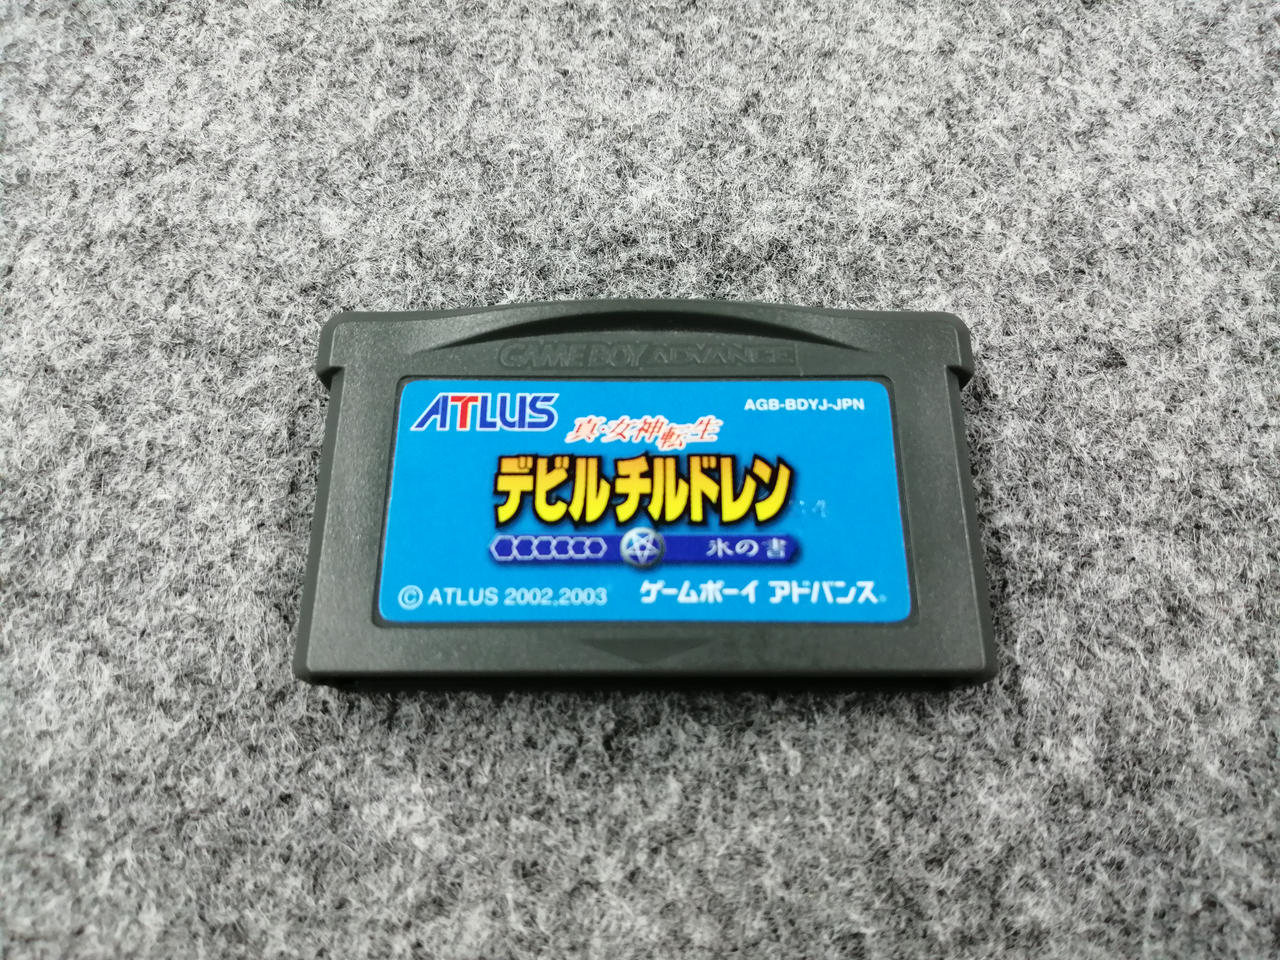 GAME BOY ADVANCE
ATLUS
AGB-BDYJ-JPN
真・女神転生
デビルチルドレン
氷の書
© ATLUS 2002,2003
ゲームボーイ アドバンス